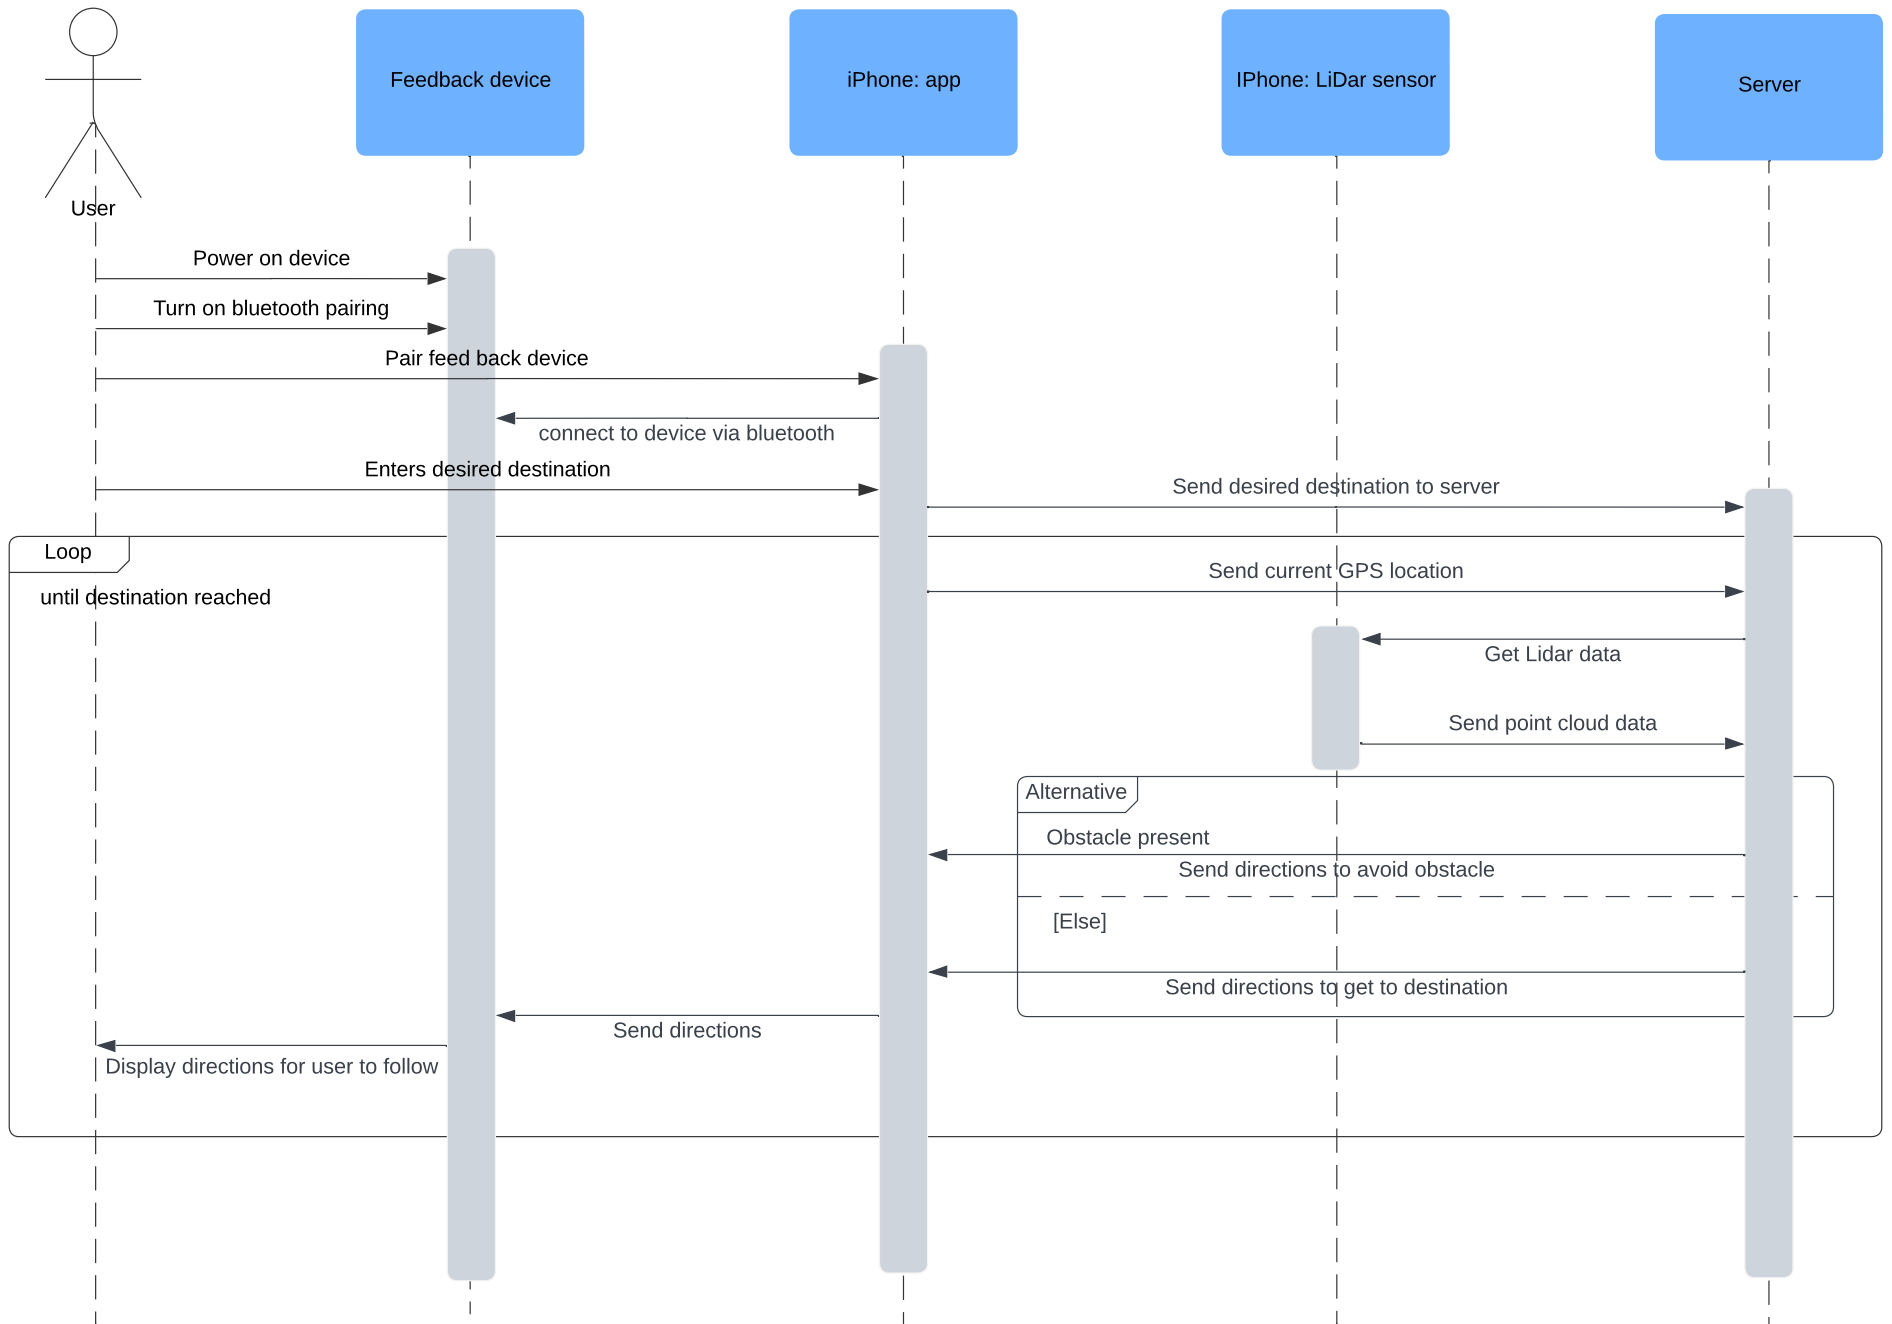 Feedback device
iPhone: app
IPhone: LiDar sensor
Server
User
Power on device
Turn on bluetooth pairing
Pair feed back device
connect to device via bluetooth
Enters desired destination
Send desired destination to server
Loop
Send current GPS location
until destination reached
Get Lidar data
Send point cloud data
Alternative
Obstacle present
Send directions to avoid obstacle
[Else]
Send directions to get to destination
Send directions
Display directions for user to follow